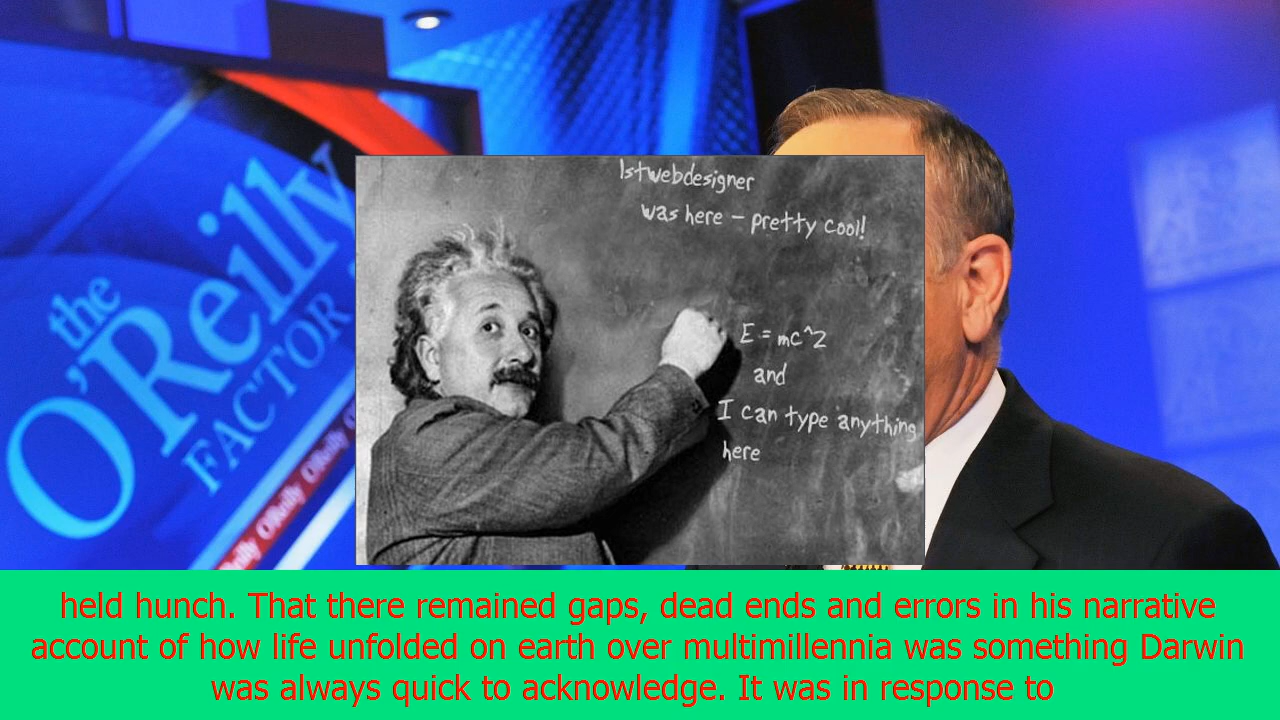 the
O'Reilly
FACTOR
O'Reilly
O'Reilly
1stwebdesigner
was here - pretty cool!
E = mc^2
and
I can type anything
here
held hunch. That there remained gaps, dead ends and errors in his narrative
account of how life unfolded on earth over multimillennia was something Darwin
was always quick to acknowledge. It was in response to